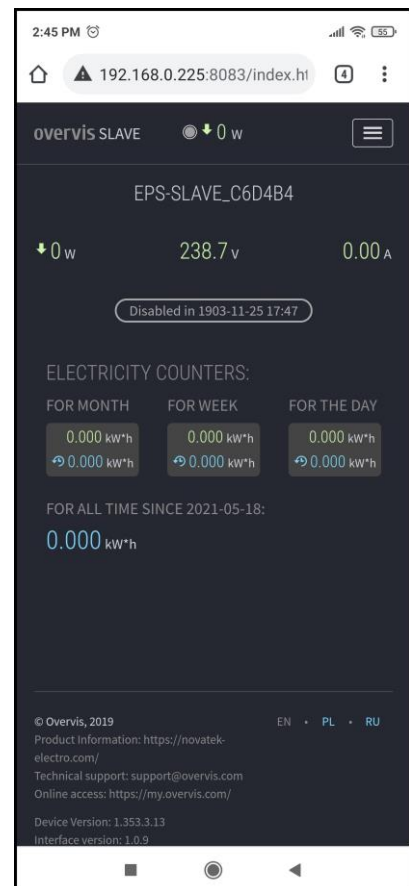 2:45 PM
55
192.168.0.225:8083/index.ht
4
overvis SLAVE
0 W
EPS-SLAVE_C6D4B4
0 W
238.7 V
0.00 A
Disabled in 1903-11-25 17:47
ELECTRICITY COUNTERS:
FOR MONTH FOR WEEK FOR THE DAY
0.000 kW*h 0.000 kW*h 0.000 kW*h
0.000 kW*h 0.000 kW*h 0.000 kW*h
FOR ALL TIME SINCE 2021-05-18:
0.000 kW*h
© Overvis, 2019
EN • PL • RU
Product Information: https://novatek-
electro.com/
Technical support: support@overvis.com
Online access: https://my.overvis.com/
Device Version: 1.353.3.13
Interface version: 1.0.9